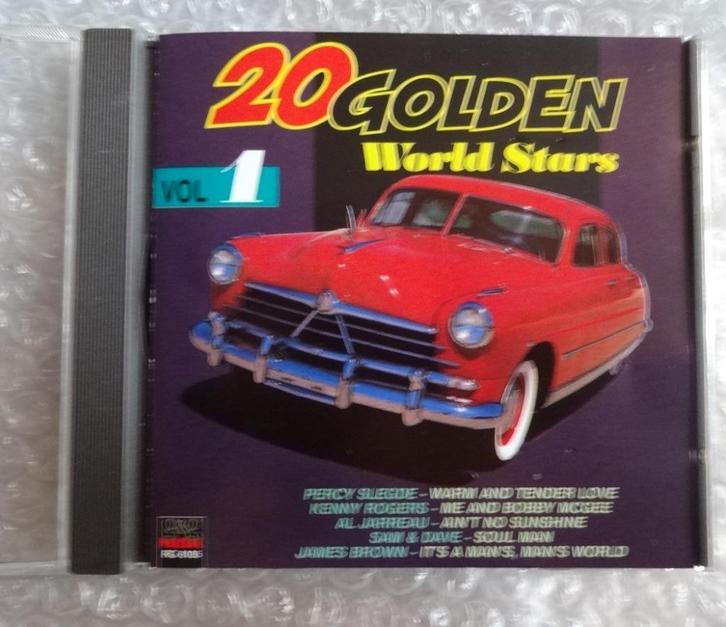 20 GOLDEN
World Stars
VOL 1
PERCY SLEDGE - WARM AND TENDER LOVE
KENNY ROGERS - ME AND BOBBY MCGEE
AL JARREAU - AIN'T NO SUNSHINE
SAM & DAVE - SOUL MAN
JAMES BROWN - IT'S A MAN'S, MAN'S WORLD